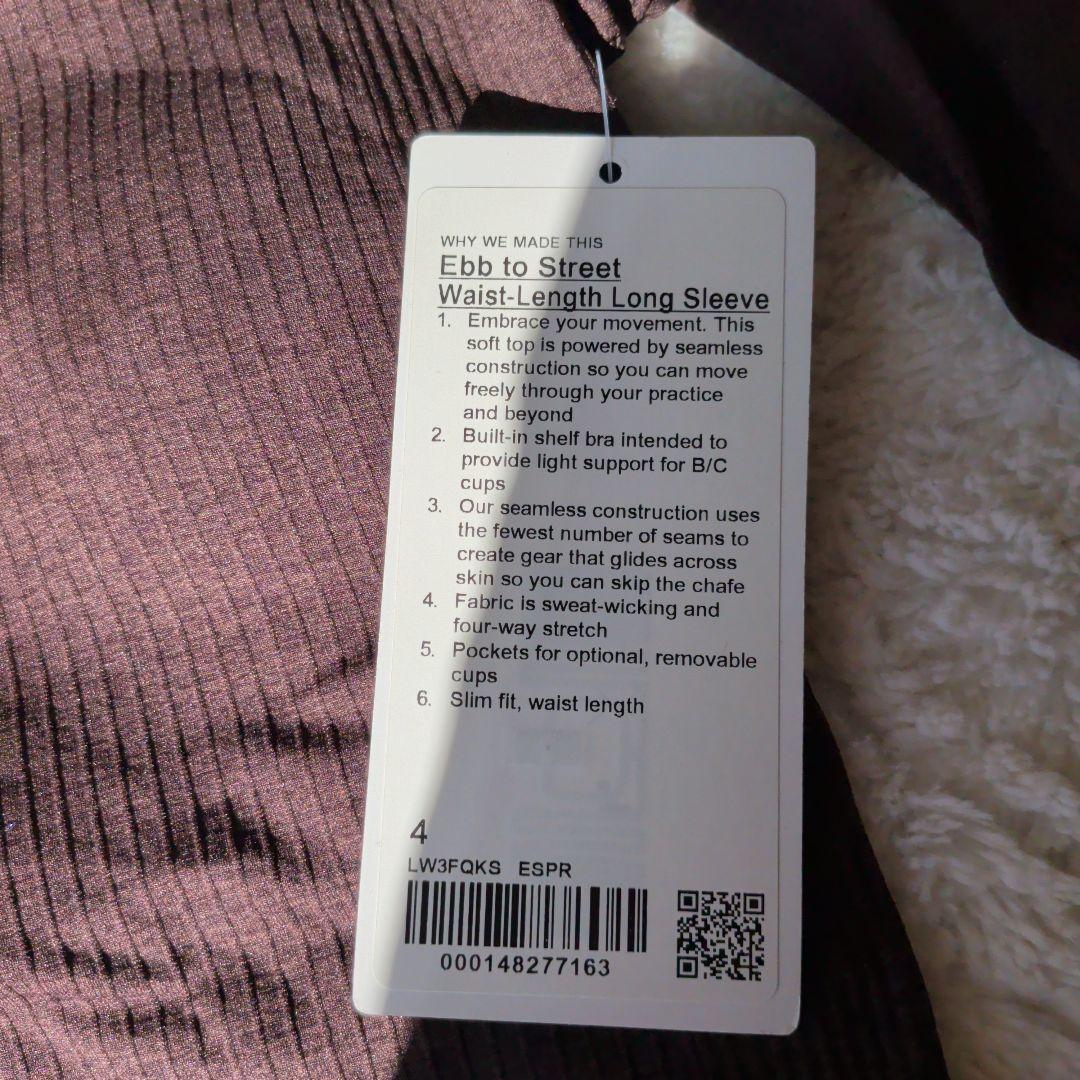 WHY WE MADE THIS
Ebb to Street
Waist-Length Long Sleeve
1. Embrace your movement. This
soft top is powered by seamless
construction so you can move
freely through your practice
and beyond
2. Built-in shelf bra intended to
provide light support for B/C
cups
3. Our seamless construction uses
the fewest number of seams to
create gear that glides across
skin so you can skip the chafe
4. Fabric is sweat-wicking and
four-way stretch
5. Pockets for optional, removable
cups
6. Slim fit, waist length
4
LW3FQKS ESPR
000148277163